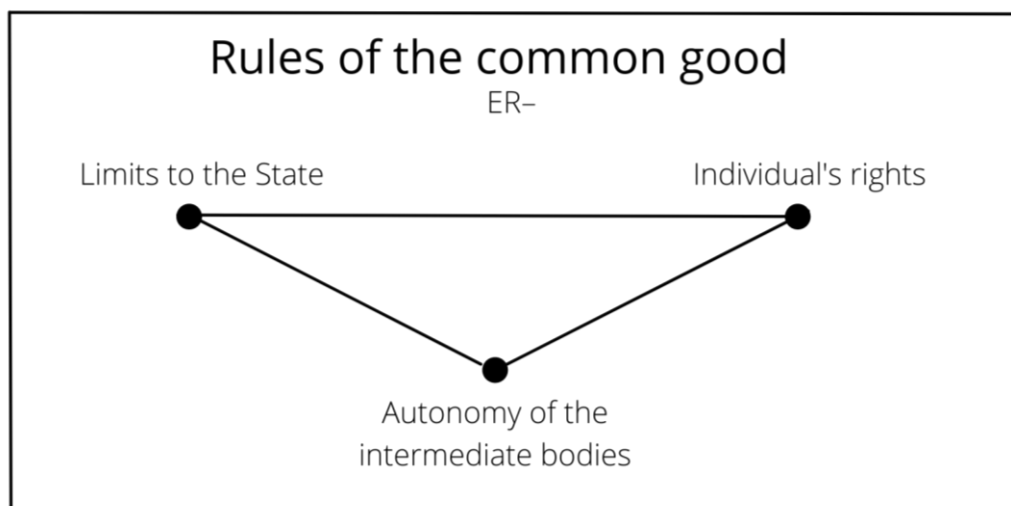 Rules of the common good
ER–
Limits to the State
Individual's rights
Autonomy of the
intermediate bodies